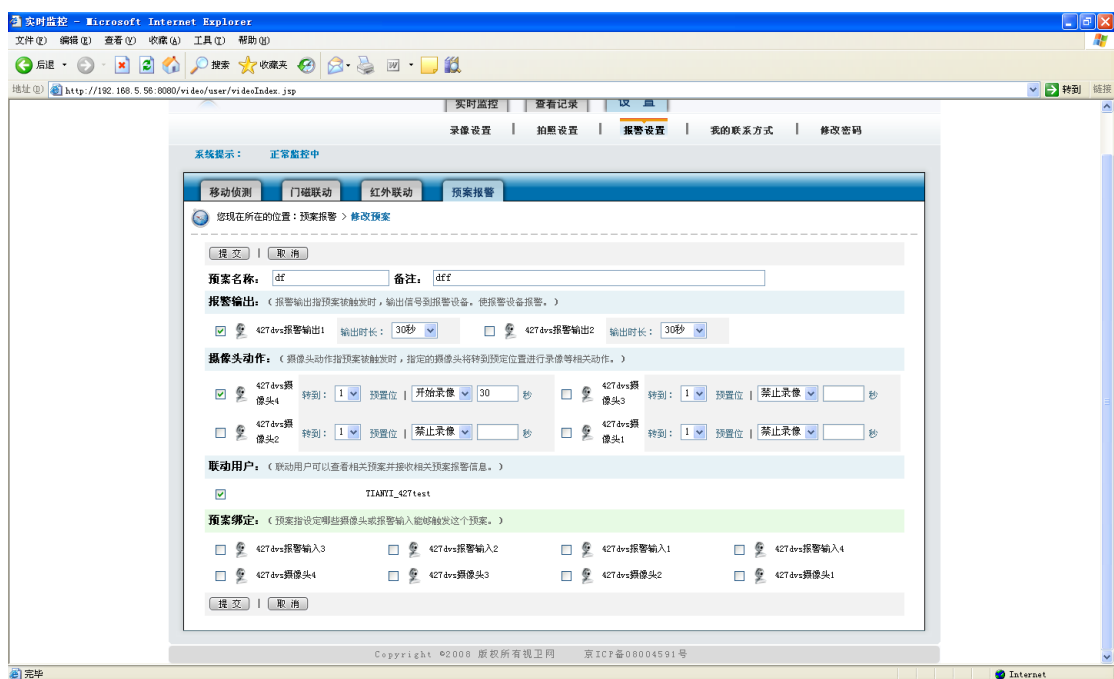 实时监控 - Microsoft Internet Explorer
文件(F) 编辑(E) 查看(V) 收藏(A) 工具(T) 帮助(H)
后退 搜索 收藏夹
地址(D) http://192.168.5.56:8080/video/user/videoIndex.jsp 转到 链接
实时监控 查看记录 设 置
录像设置 | 拍照设置 | 报警设置 | 我的联系方式 | 修改密码
系统提示： 正常监控中
移动侦测 门磁联动 红外联动 预案报警
您现在所在的位置：预案报警 > 修改预案
提 交 | 取 消
预案名称： df 备注： dff
报警输出：（报警输出指预案被触发时，输出信号到报警设备。使报警设备报警。）
427dvs报警输出1 输出时长： 30秒 427dvs报警输出2 输出时长： 30秒
摄像头动作：（摄像头动作指预案被触发时，指定的摄像头将转到预定位置进行录像等相关动作。）
427dvs摄像头4 转到： 1 预置位 | 开始录像 30 秒 427dvs摄像头3 转到： 1 预置位 | 禁止录像 秒
427dvs摄像头2 转到： 1 预置位 | 禁止录像 秒 427dvs摄像头1 转到： 1 预置位 | 禁止录像 秒
联动用户：（联动用户可以查看相关预案并接收相关预案报警信息。）
TIANYI_427test
预案绑定：（预案指设定哪些摄像头或报警输入能够触发这个预案。）
427dvs报警输入3 427dvs报警输入2 427dvs报警输入1 427dvs报警输入4
427dvs摄像头4 427dvs摄像头3 427dvs摄像头2 427dvs摄像头1
提 交 | 取 消
Copyright ©2008 版权所有视卫网 京ICP备08004591号
完毕 Internet